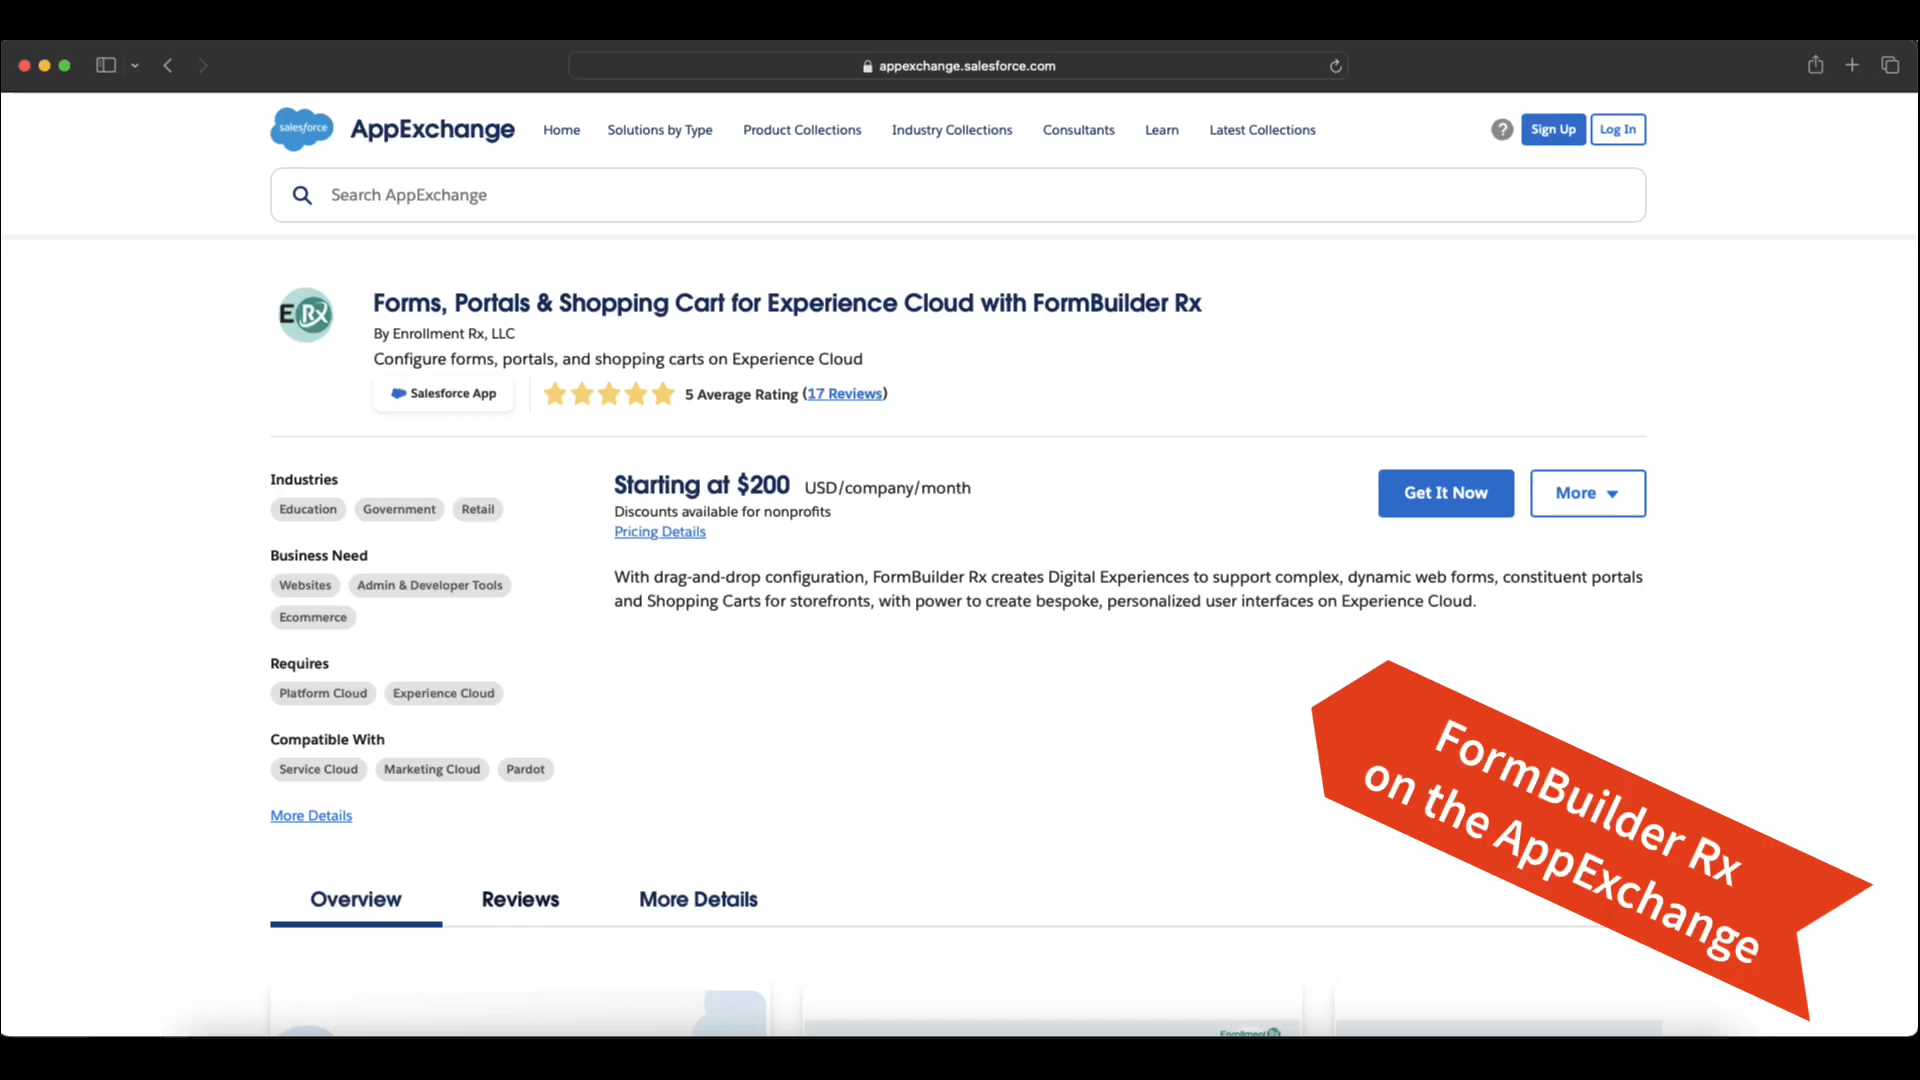 appexchange.salesforce.com
salesforce
AppExchange
Home
Solutions by Type
Product Collections
Industry Collections
Consultants
Learn
Latest Collections
?
Sign Up
Log In
Search AppExchange
ERx
Forms, Portals & Shopping Cart for Experience Cloud with FormBuilder Rx
By Enrollment Rx, LLC
Configure forms, portals, and shopping carts on Experience Cloud
Salesforce App
5 Average Rating (17 Reviews)
Industries
Education
Government
Retail
Business Need
Websites
Admin & Developer Tools
Ecommerce
Requires
Platform Cloud
Experience Cloud
Compatible With
Service Cloud
Marketing Cloud
Pardot
More Details
Starting at $200 USD/company/month
Discounts available for nonprofits
Pricing Details
Get It Now
More
With drag-and-drop configuration, FormBuilder Rx creates Digital Experiences to support complex, dynamic web forms, constituent portals
and Shopping Carts for storefronts, with power to create bespoke, personalized user interfaces on Experience Cloud.
FormBuilder Rx
on the AppExchange
Overview
Reviews
More Details
Enrollment Rx